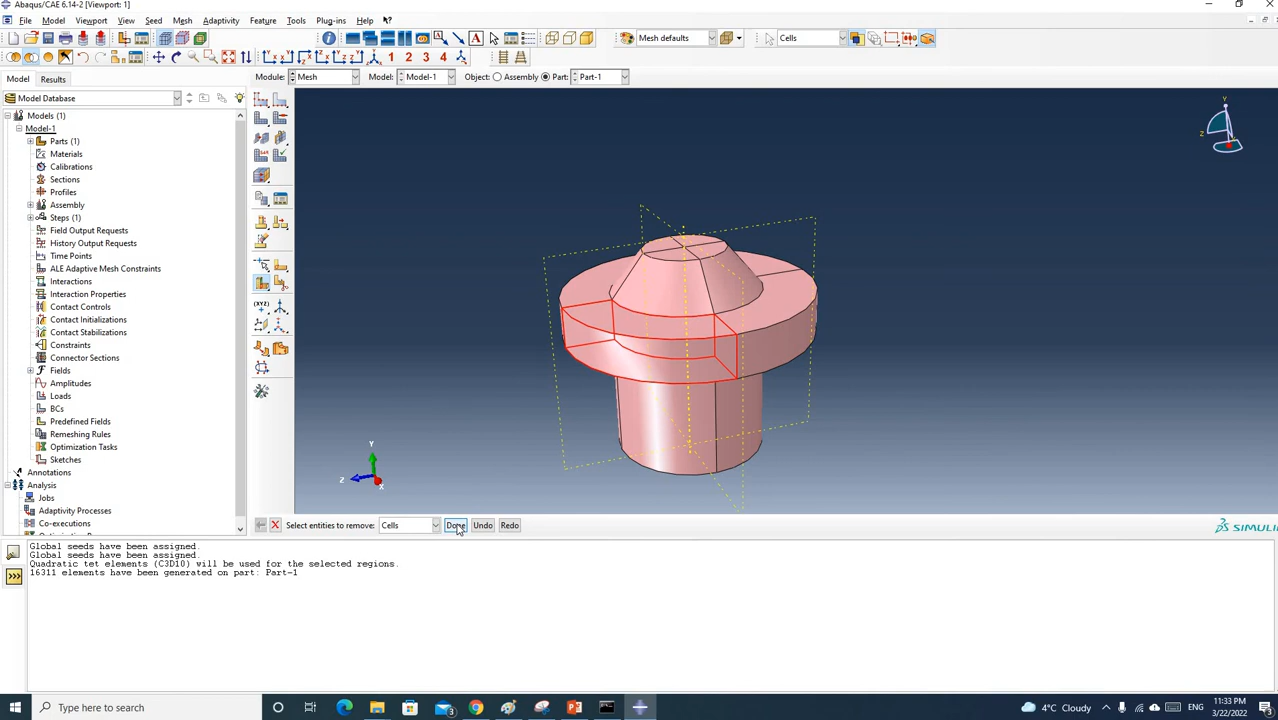 Abaqus/CAE 6.14-2 [Viewport: 1]
File Model Viewport View Seed Mesh Adaptivity Feature Tools Plug-ins Help
Mesh defaults Cells
1 2 3 4
Model Results Module: Mesh Model: Model-1 Object: Assembly Part: Part-1
Model Database
Models (1)
Model-1
Parts (1)
Materials
Calibrations
Sections
Profiles
Assembly
Steps (1)
Field Output Requests
History Output Requests
Time Points
ALE Adaptive Mesh Constraints
Interactions
Interaction Properties
Contact Controls
Contact Initializations
Contact Stabilizations
Constraints
Connector Sections
Fields
Amplitudes
Loads
BCs
Predefined Fields
Remeshing Rules
Optimization Tasks
Sketches
Annotations
Analysis
Jobs
Adaptivity Processes
Co-executions
(XYZ)
Y
Z
Y
Z
X
Select entities to remove: Cells Done Undo Redo
SIMULI
Global seeds have been assigned.
Global seeds have been assigned.
Quadratic tet elements (C3D10) will be used for the selected regions.
16311 elements have been generated on part: Part-1
Type here to search
3
4°C Cloudy ENG
11:33 PM
3/22/2022